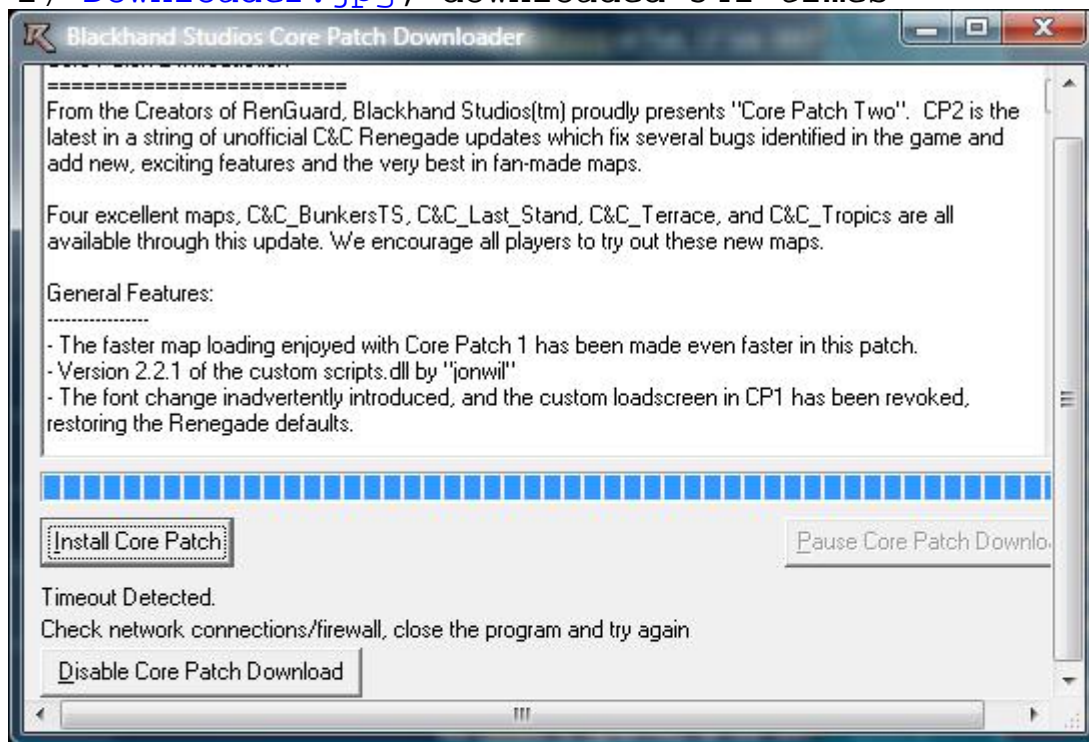 Blackhand Studios Core Patch Downloader
==========================
From the Creators of RenGuard, Blackhand Studios(tm) proudly presents "Core Patch Two".  CP2 is the
latest in a string of unofficial C&C Renegade updates which fix several bugs identified in the game and
add new, exciting features and the very best in fan-made maps.
Four excellent maps, C&C_BunkersTS, C&C_Last_Stand, C&C_Terrace, and C&C_Tropics are all
available through this update. We encourage all players to try out these new maps.
General Features:
-----------------
- The faster map loading enjoyed with Core Patch 1 has been made even faster in this patch.
- Version 2.2.1 of the custom scripts.dll by "jonwil"
- The font change inadvertently introduced, and the custom loadscreen in CP1 has been revoked,
restoring the Renegade defaults.
Install Core Patch
Pause Core Patch Downlo
Timeout Detected.
Check network connections/firewall, close the program and try again
Disable Core Patch Download